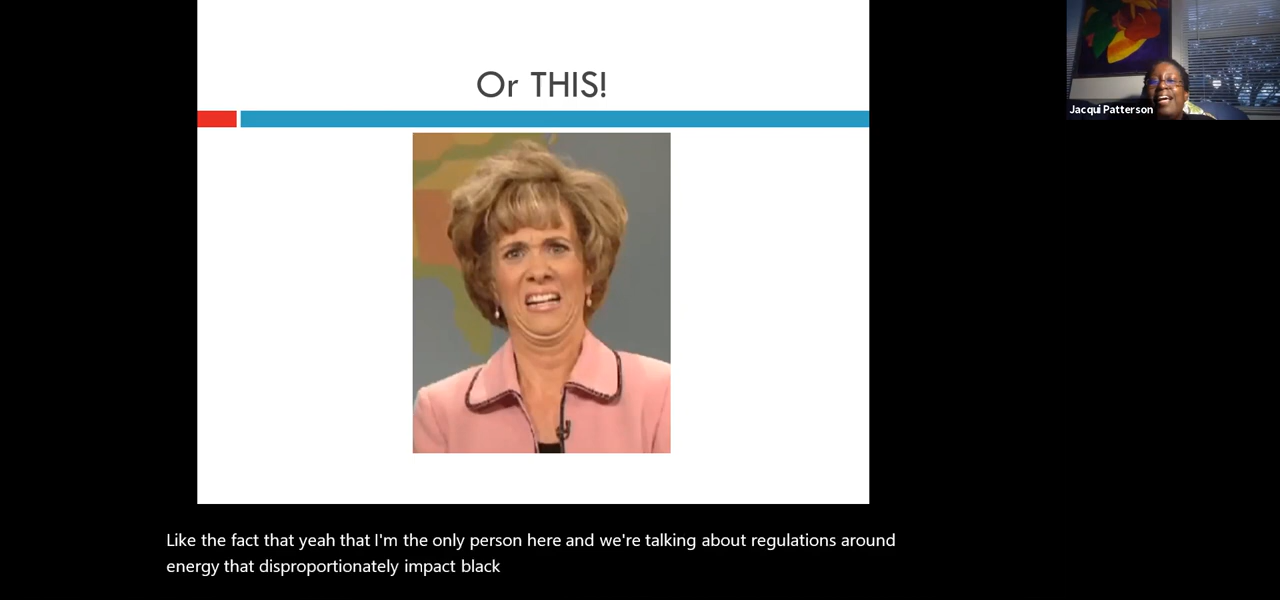 Or THIS!
Jacqui Patterson
Like the fact that yeah that I'm the only person here and we're talking about regulations around
energy that disproportionately impact black